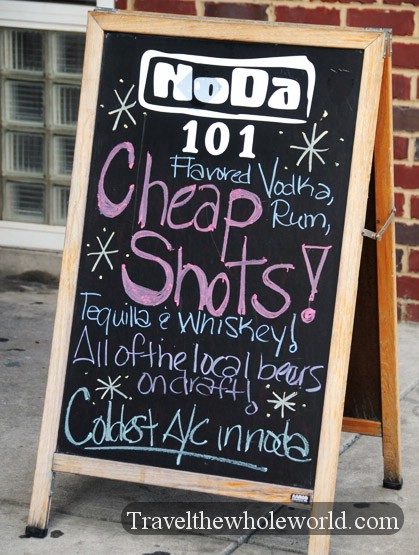 NoDa
101
Flavored Vodka,
Cheap Rum,
Shots!
Tequilla & Whiskey!
All of the local beers
on draft!
Coldest A/c in noda
Travelthewholeworld.com